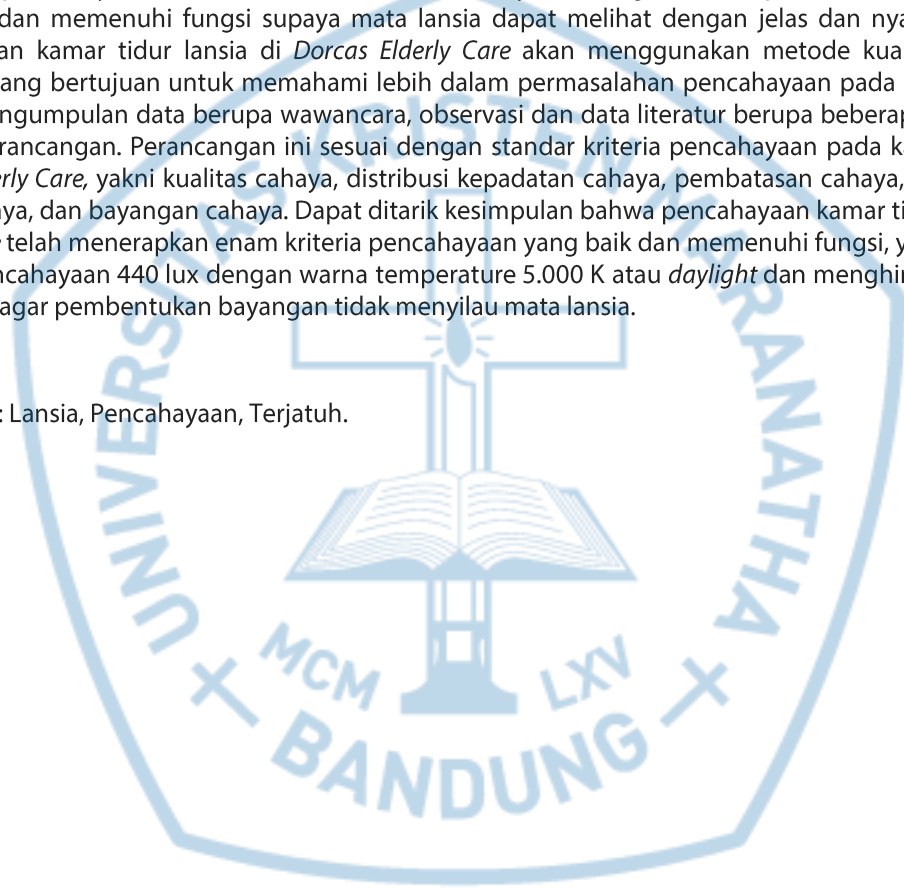 dan memenuhi fungsi supaya mata lansia dapat melihat dengan jelas dan nya
an kamar tidur lansia di Dorcas Elderly Care akan menggunakan metode kua
ang bertujuan untuk memahami lebih dalam permasalahan pencahayaan pada
ngumpulan data berupa wawancara, observasi dan data literatur berupa bebera
rancangan. Perancangan ini sesuai dengan standar kriteria pencahayaan pada k
rly Care, yakni kualitas cahaya, distribusi kepadatan cahaya, pembatasan cahaya,
ya, dan bayangan cahaya. Dapat ditarik kesimpulan bahwa pencahayaan kamar ti
telah menerapkan enam kriteria pencahayaan yang baik dan memenuhi fungsi, y
ncahayaan 440 lux dengan warna temperature 5.000 K atau daylight dan menghin
agar pembentukan bayangan tidak menyilau mata lansia.
: Lansia, Pencahayaan, Terjatuh.
UNIVERSITAS KRISTEN MARANATHA
MCM LXV
BANDUNG